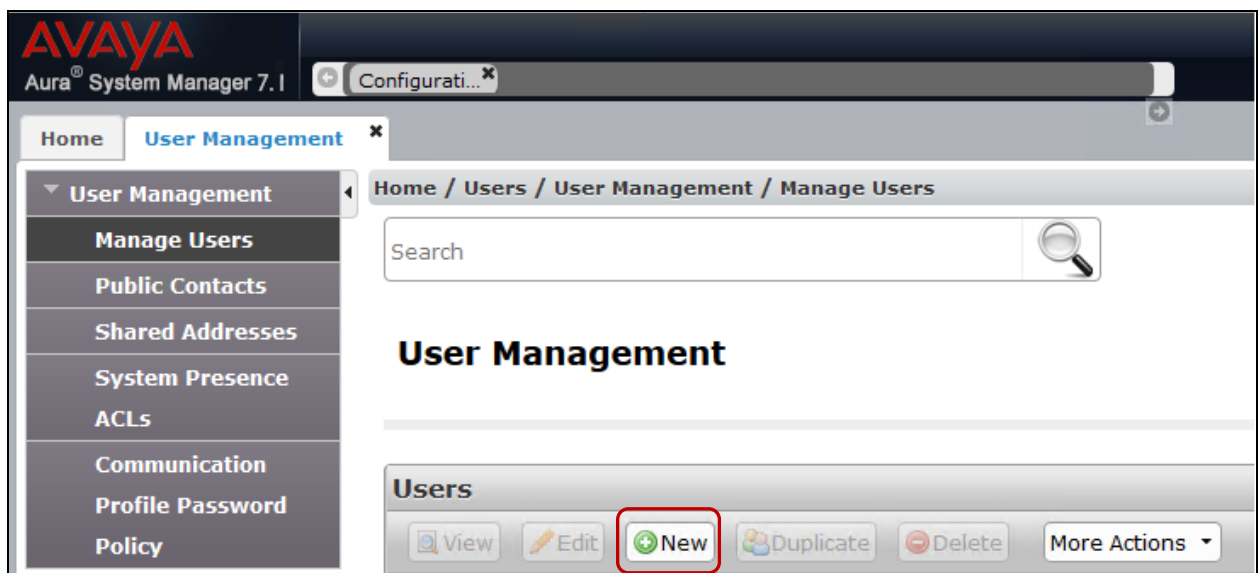 AVAYA
Aura® System Manager 7.1
Configurati...
Home
User Management
User Management
Manage Users
Public Contacts
Shared Addresses
System Presence
ACLs
Communication
Profile Password
Policy
Home / Users / User Management / Manage Users
Search
User Management
Users
View
Edit
New
Duplicate
Delete
More Actions